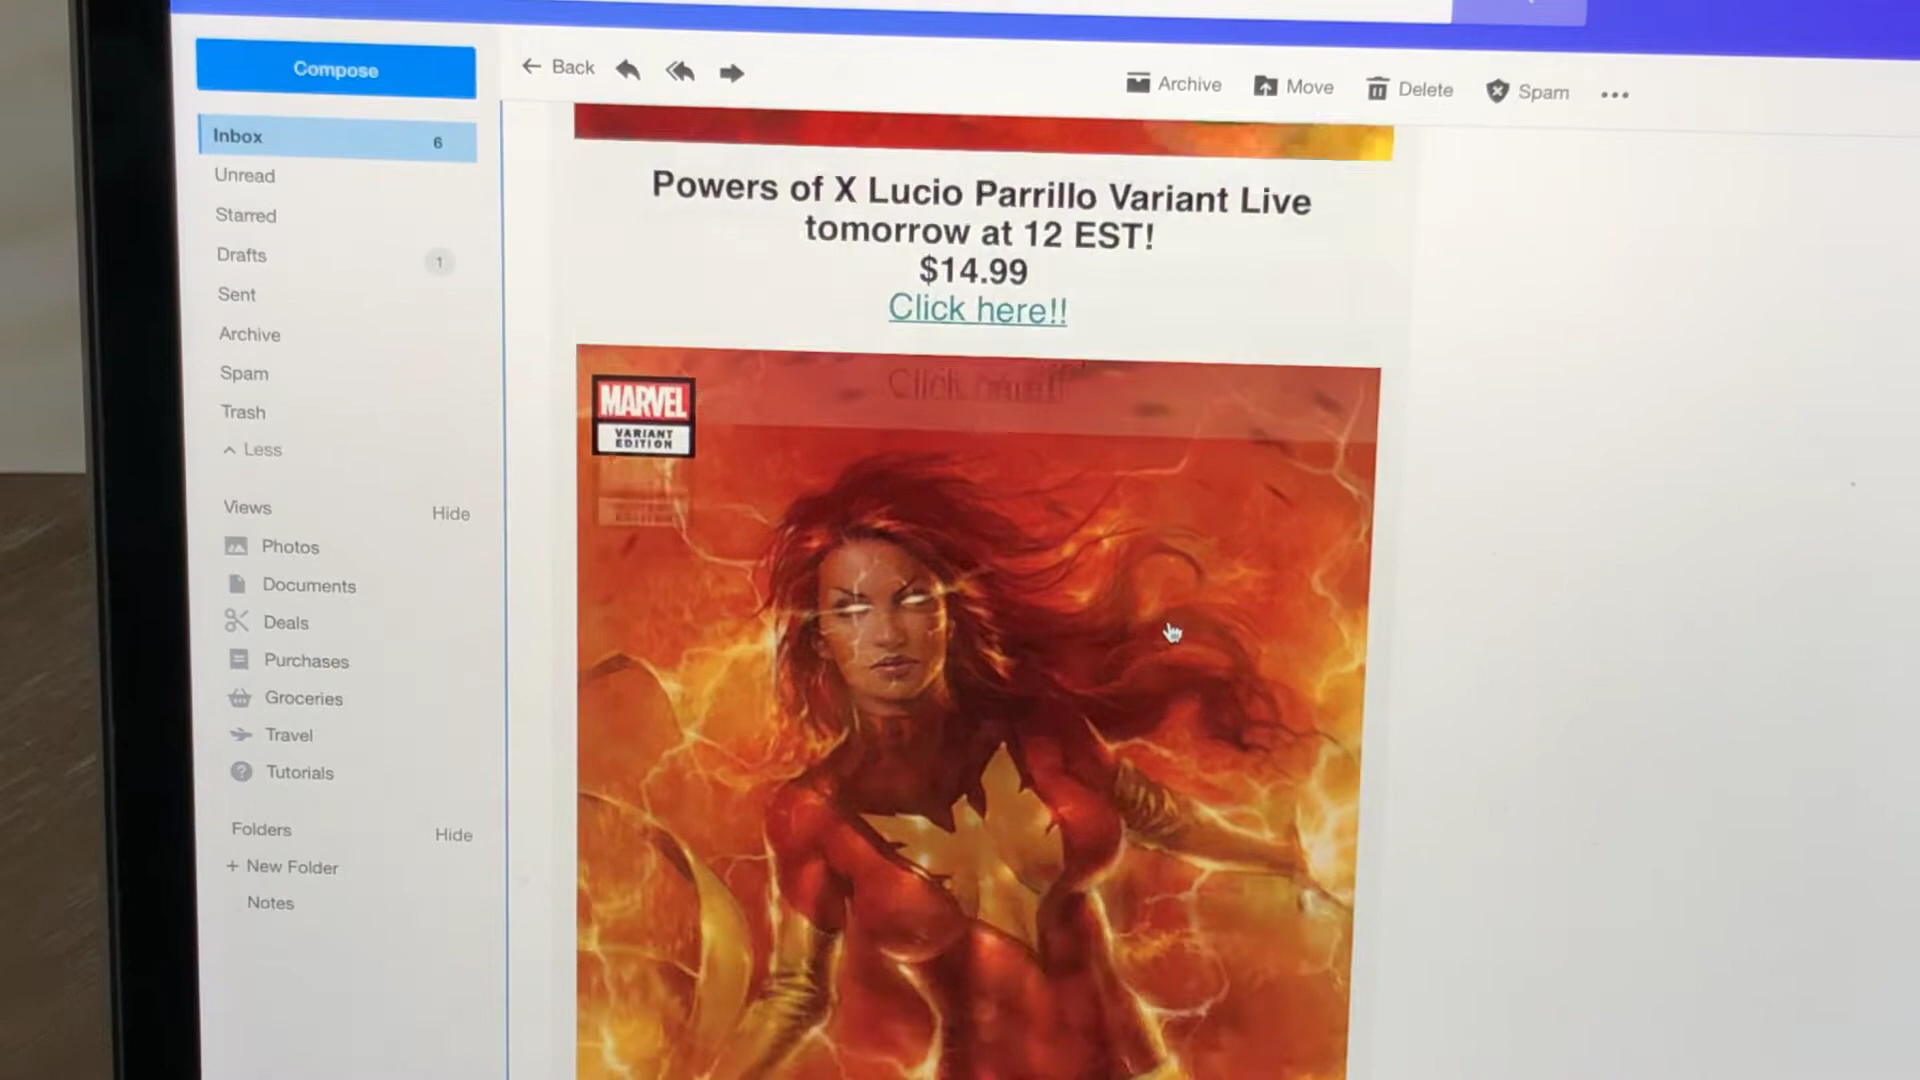 Compose
Back
Archive
Move
Delete
Spam
Inbox 6
Unread
Starred
Drafts 1
Sent
Archive
Spam
Trash
Less
Views Hide
Photos
Documents
Deals
Purchases
Groceries
Travel
Tutorials
Folders Hide
+ New Folder
Notes
Powers of X Lucio Parrillo Variant Live
tomorrow at 12 EST!
$14.99
Click here!!
MARVEL
VARIANT
EDITION